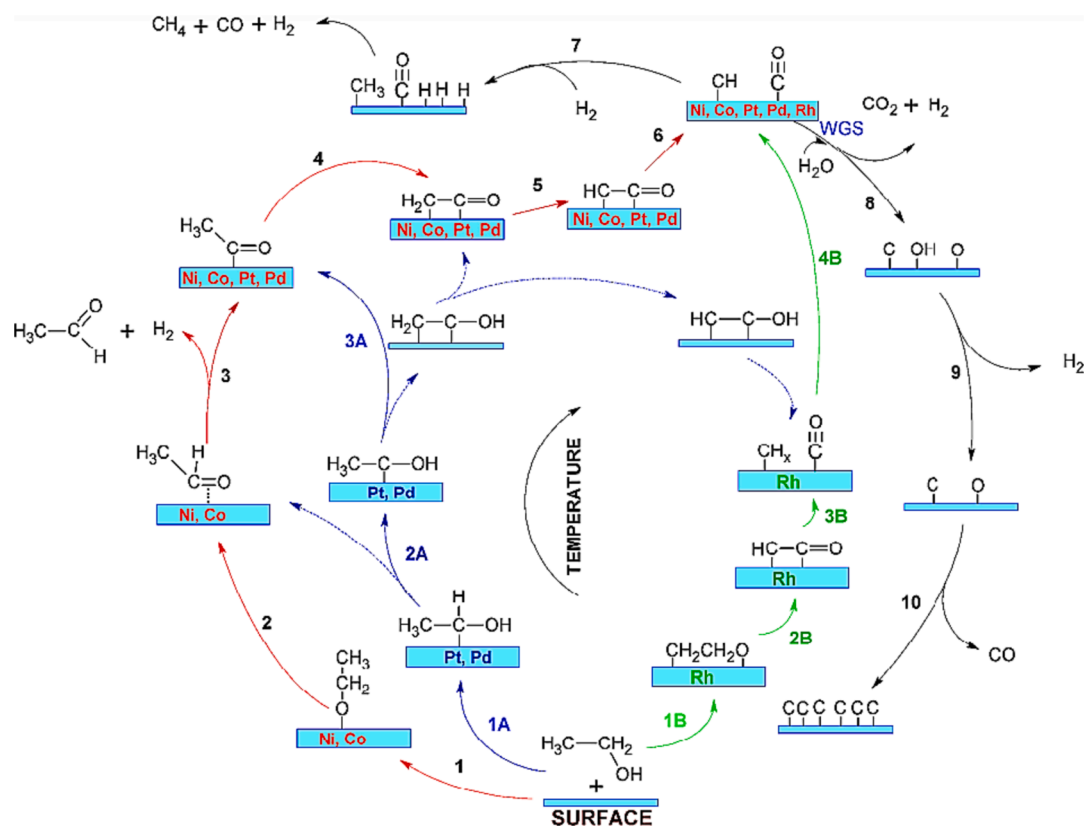 CH4 + CO + H2
7
O
CH3 C H H H
O
CH C
Ni, Co, Pt, Pd, Rh
H2
CO2 + H2
WGS
H2O
6
4
5
8
H2C—C=O
Ni, Co, Pt, Pd
HC—C=O
Ni, Co, Pt, Pd
H3C
C=O
Ni, Co, Pt, Pd
C OH O
4B
O
H3C
H
+ H2
3
3A
H2C—C—OH
HC—C—OH
9
H2
H3C H
C=O
Ni, Co
H3C—C—OH
Pt, Pd
TEMPERATURE
O
CHx C
Rh
3B
C O
2A
HC—C=O
Rh
2
H
H3C—C—OH
Pt, Pd
2B
10
CO
CH3
CH2
O
Ni, Co
CH2CH2O
Rh
C C C C C C
1A
1B
H3C CH2
OH
1
+
SURFACE